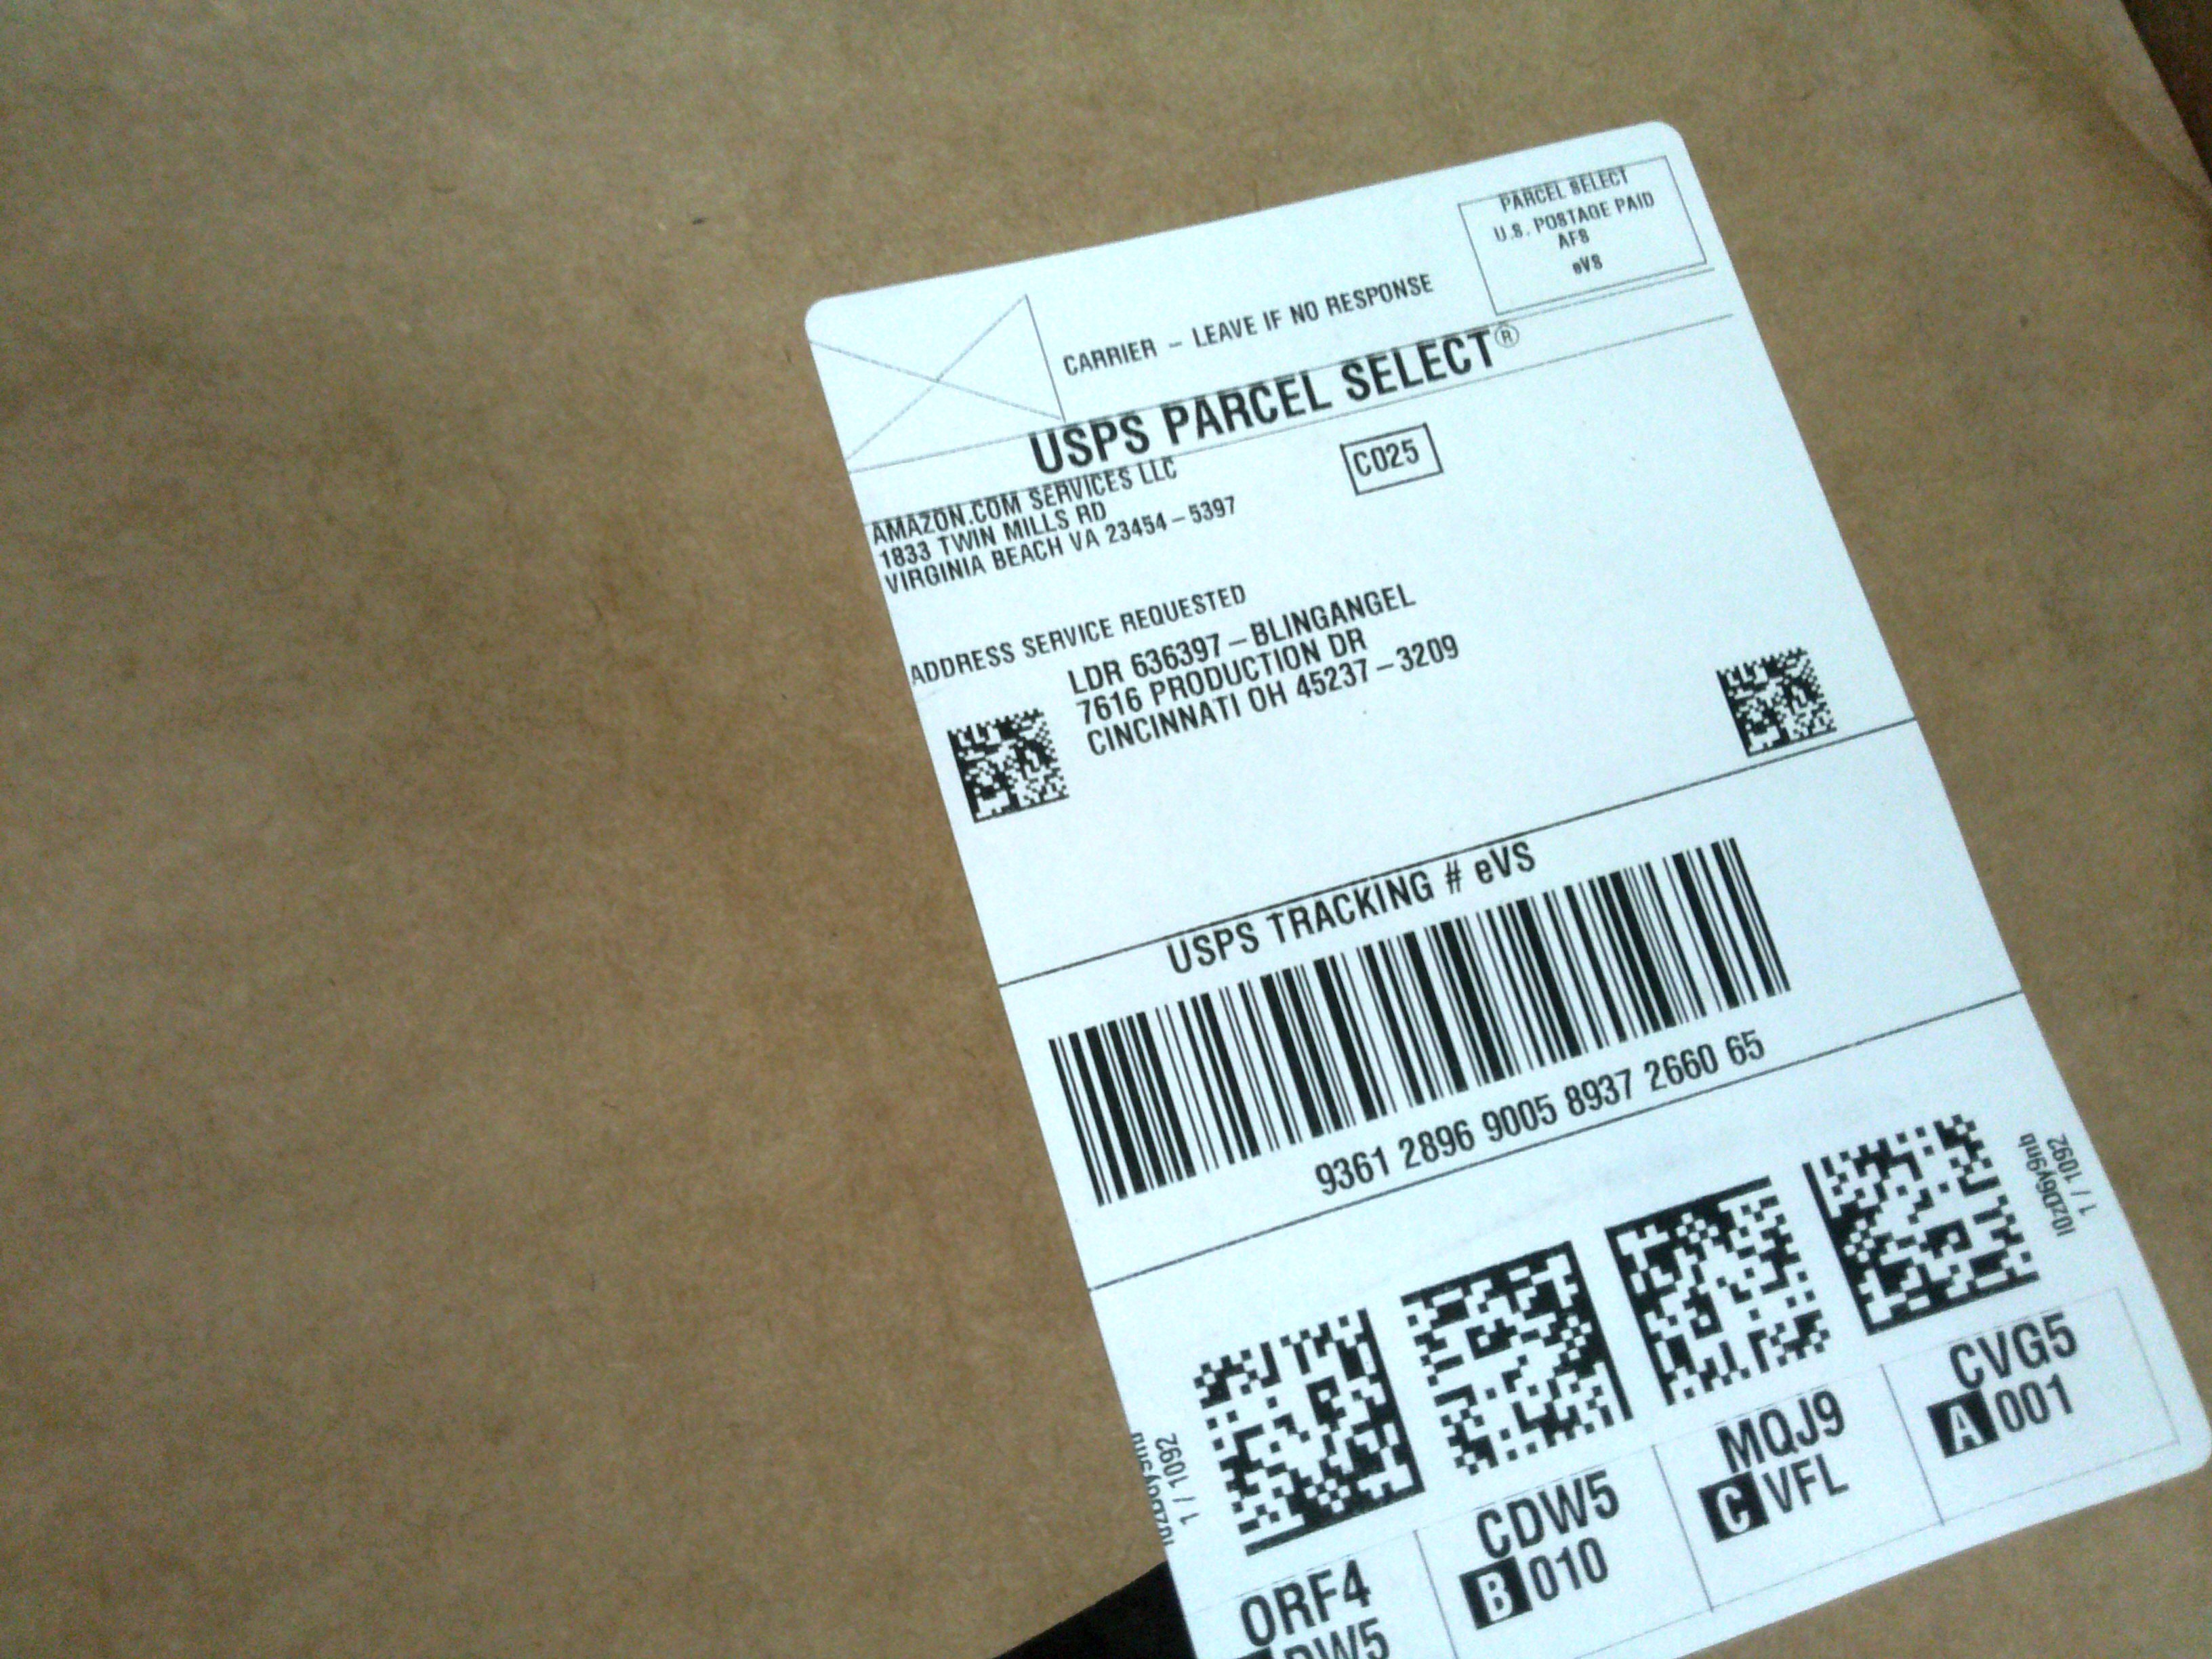 PARCEL SELECT
U.S. POSTAGE PAID
AFS
eVS
CARRIER – LEAVE IF NO RESPONSE
USPS PARCEL SELECT®
AMAZON.COM SERVICES LLC
1833 TWIN MILLS RD
VIRGINIA BEACH VA 23454–5397
C025
ADDRESS SERVICE REQUESTED
LDR 636397–BLINGANGEL
7616 PRODUCTION DR
CINCINNATI OH 45237–3209
USPS TRACKING # eVS
9361 2896 9005 8937 2660 65
1 / 1092
1 / 1092
CVG5
A 001
MQJ9
C VFL
CDW5
B 010
ORF4
DW5